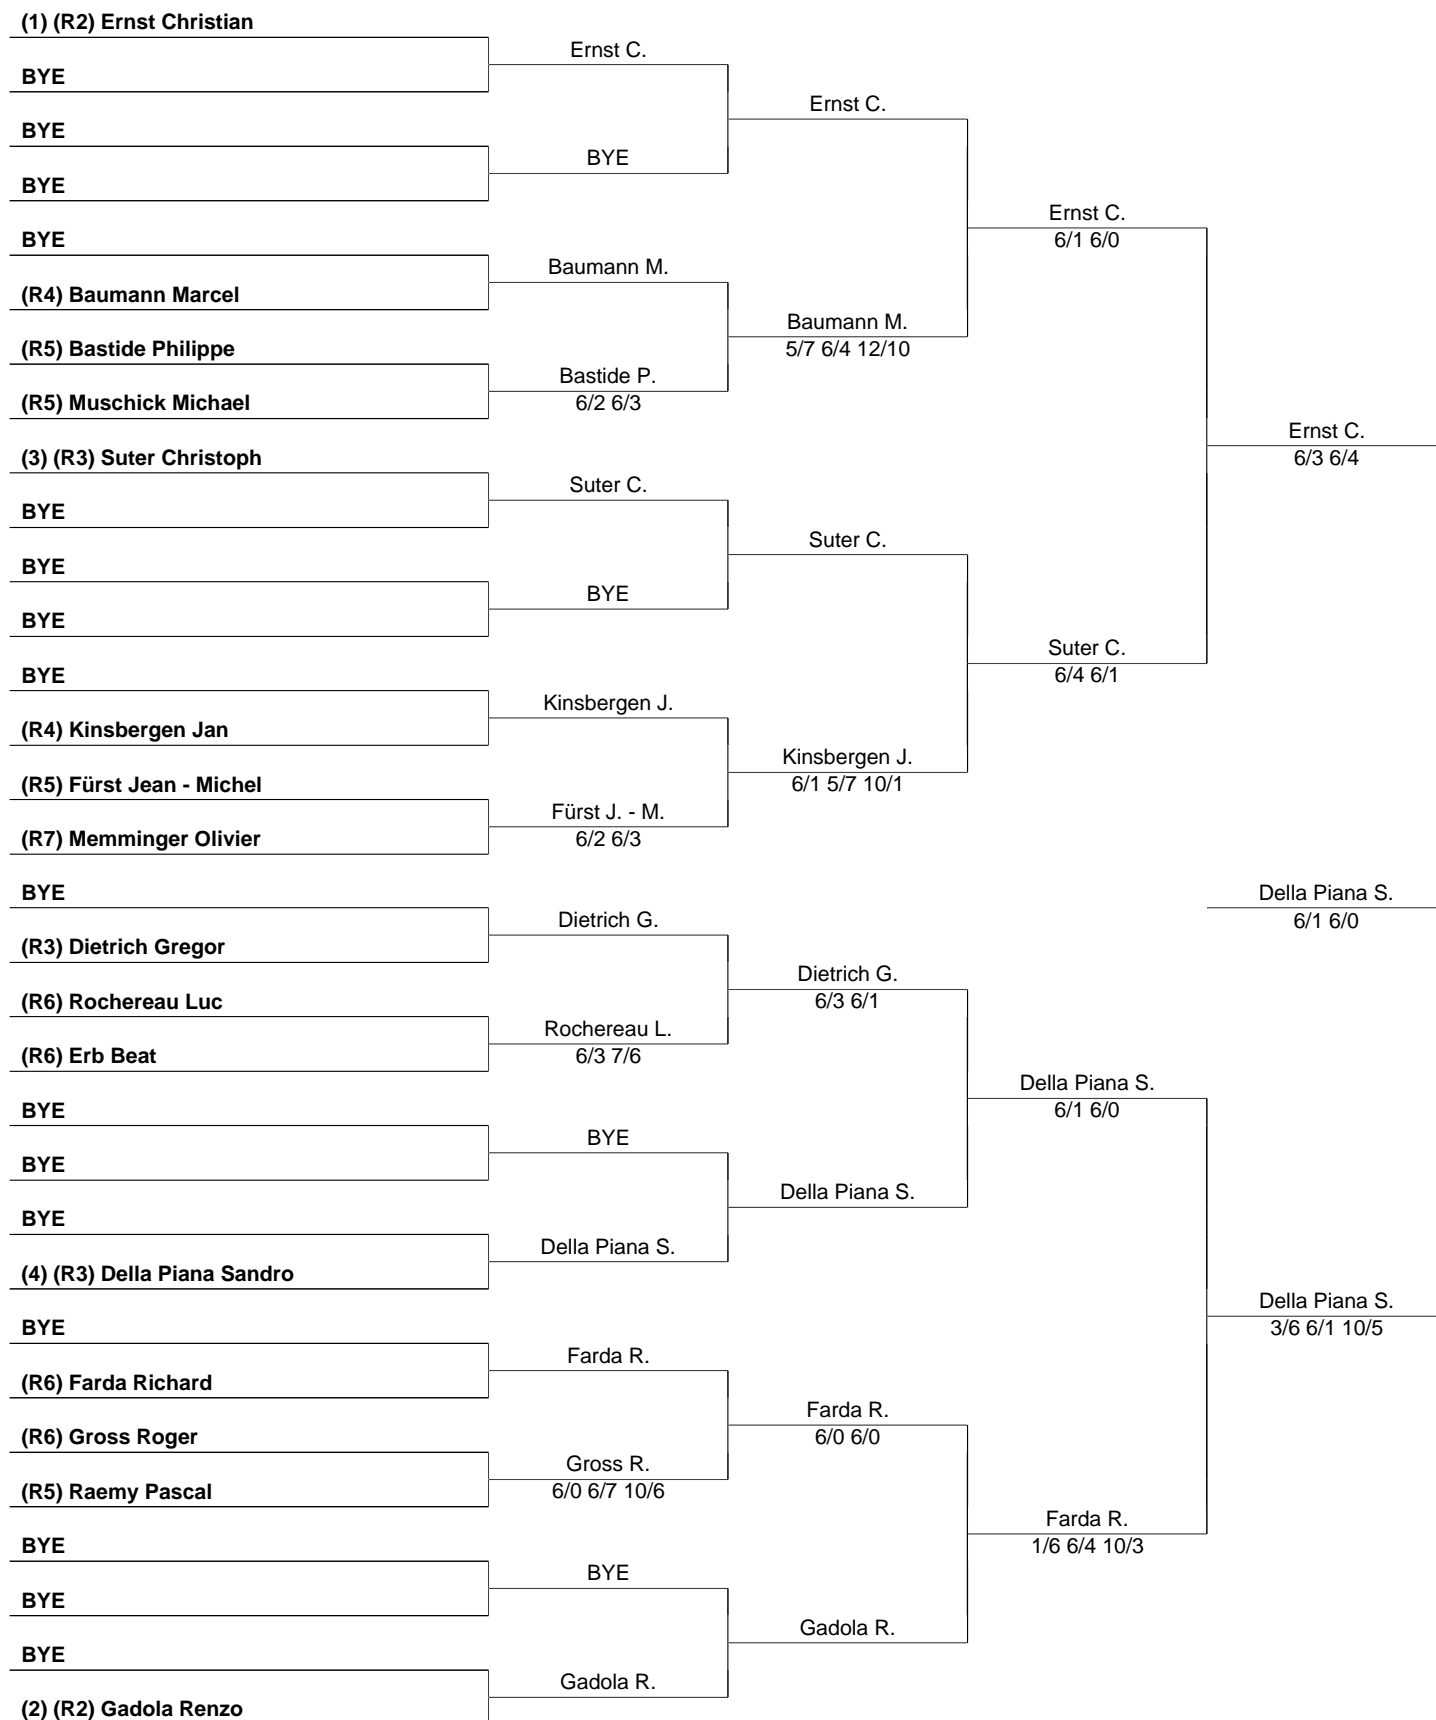 (1) (R2) Ernst Christian
BYE
BYE
BYE
BYE
(R4) Baumann Marcel
(R5) Bastide Philippe
(R5) Muschick Michael
(3) (R3) Suter Christoph
BYE
BYE
BYE
BYE
(R4) Kinsbergen Jan
(R5) Fürst Jean - Michel
(R7) Memminger Olivier
BYE
(R3) Dietrich Gregor
(R6) Rochereau Luc
(R6) Erb Beat
BYE
BYE
BYE
(4) (R3) Della Piana Sandro
BYE
(R6) Farda Richard
(R6) Gross Roger
(R5) Raemy Pascal
BYE
BYE
BYE
(2) (R2) Gadola Renzo
Ernst C.
BYE
Baumann M.
Bastide P.
6/2 6/3
Suter C.
BYE
Kinsbergen J.
Fürst J. - M.
6/2 6/3
Dietrich G.
Rochereau L.
6/3 7/6
BYE
Della Piana S.
Farda R.
Gross R.
6/0 6/7 10/6
BYE
Gadola R.
Ernst C.
Baumann M.
5/7 6/4 12/10
Suter C.
Kinsbergen J.
6/1 5/7 10/1
Dietrich G.
6/3 6/1
Della Piana S.
Farda R.
6/0 6/0
Gadola R.
Ernst C.
6/1 6/0
Suter C.
6/4 6/1
Della Piana S.
6/1 6/0
Farda R.
1/6 6/4 10/3
Ernst C.
6/3 6/4
Della Piana S.
6/1 6/0
Della Piana S.
3/6 6/1 10/5